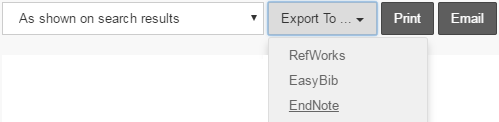 As shown on search results Export To ... Print Email
RefWorks
EasyBib
EndNote